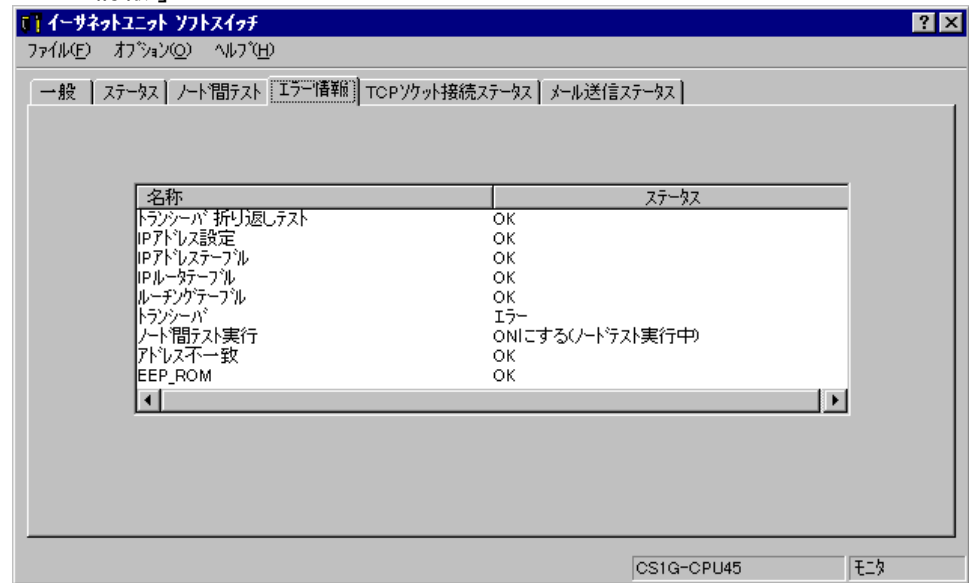 イーサネットユニット ソフトスイッチ
ファイル(F) オプション(O) ヘルプ(H)
一般 ステータス ノード間テスト エラー情報 TCPソケット接続ステータス メール送信ステータス
名称 ステータス
トランシーバ 折り返しテスト OK
IPアドレス設定 OK
IPアドレステーブル OK
IPルータテーブル OK
ルーチングテーブル OK
トランシーバ エラー
ノード間テスト実行 ONにする(ノードテスト実行中)
アドレス不一致 OK
EEP_ROM OK
CS1G-CPU45 モニタ